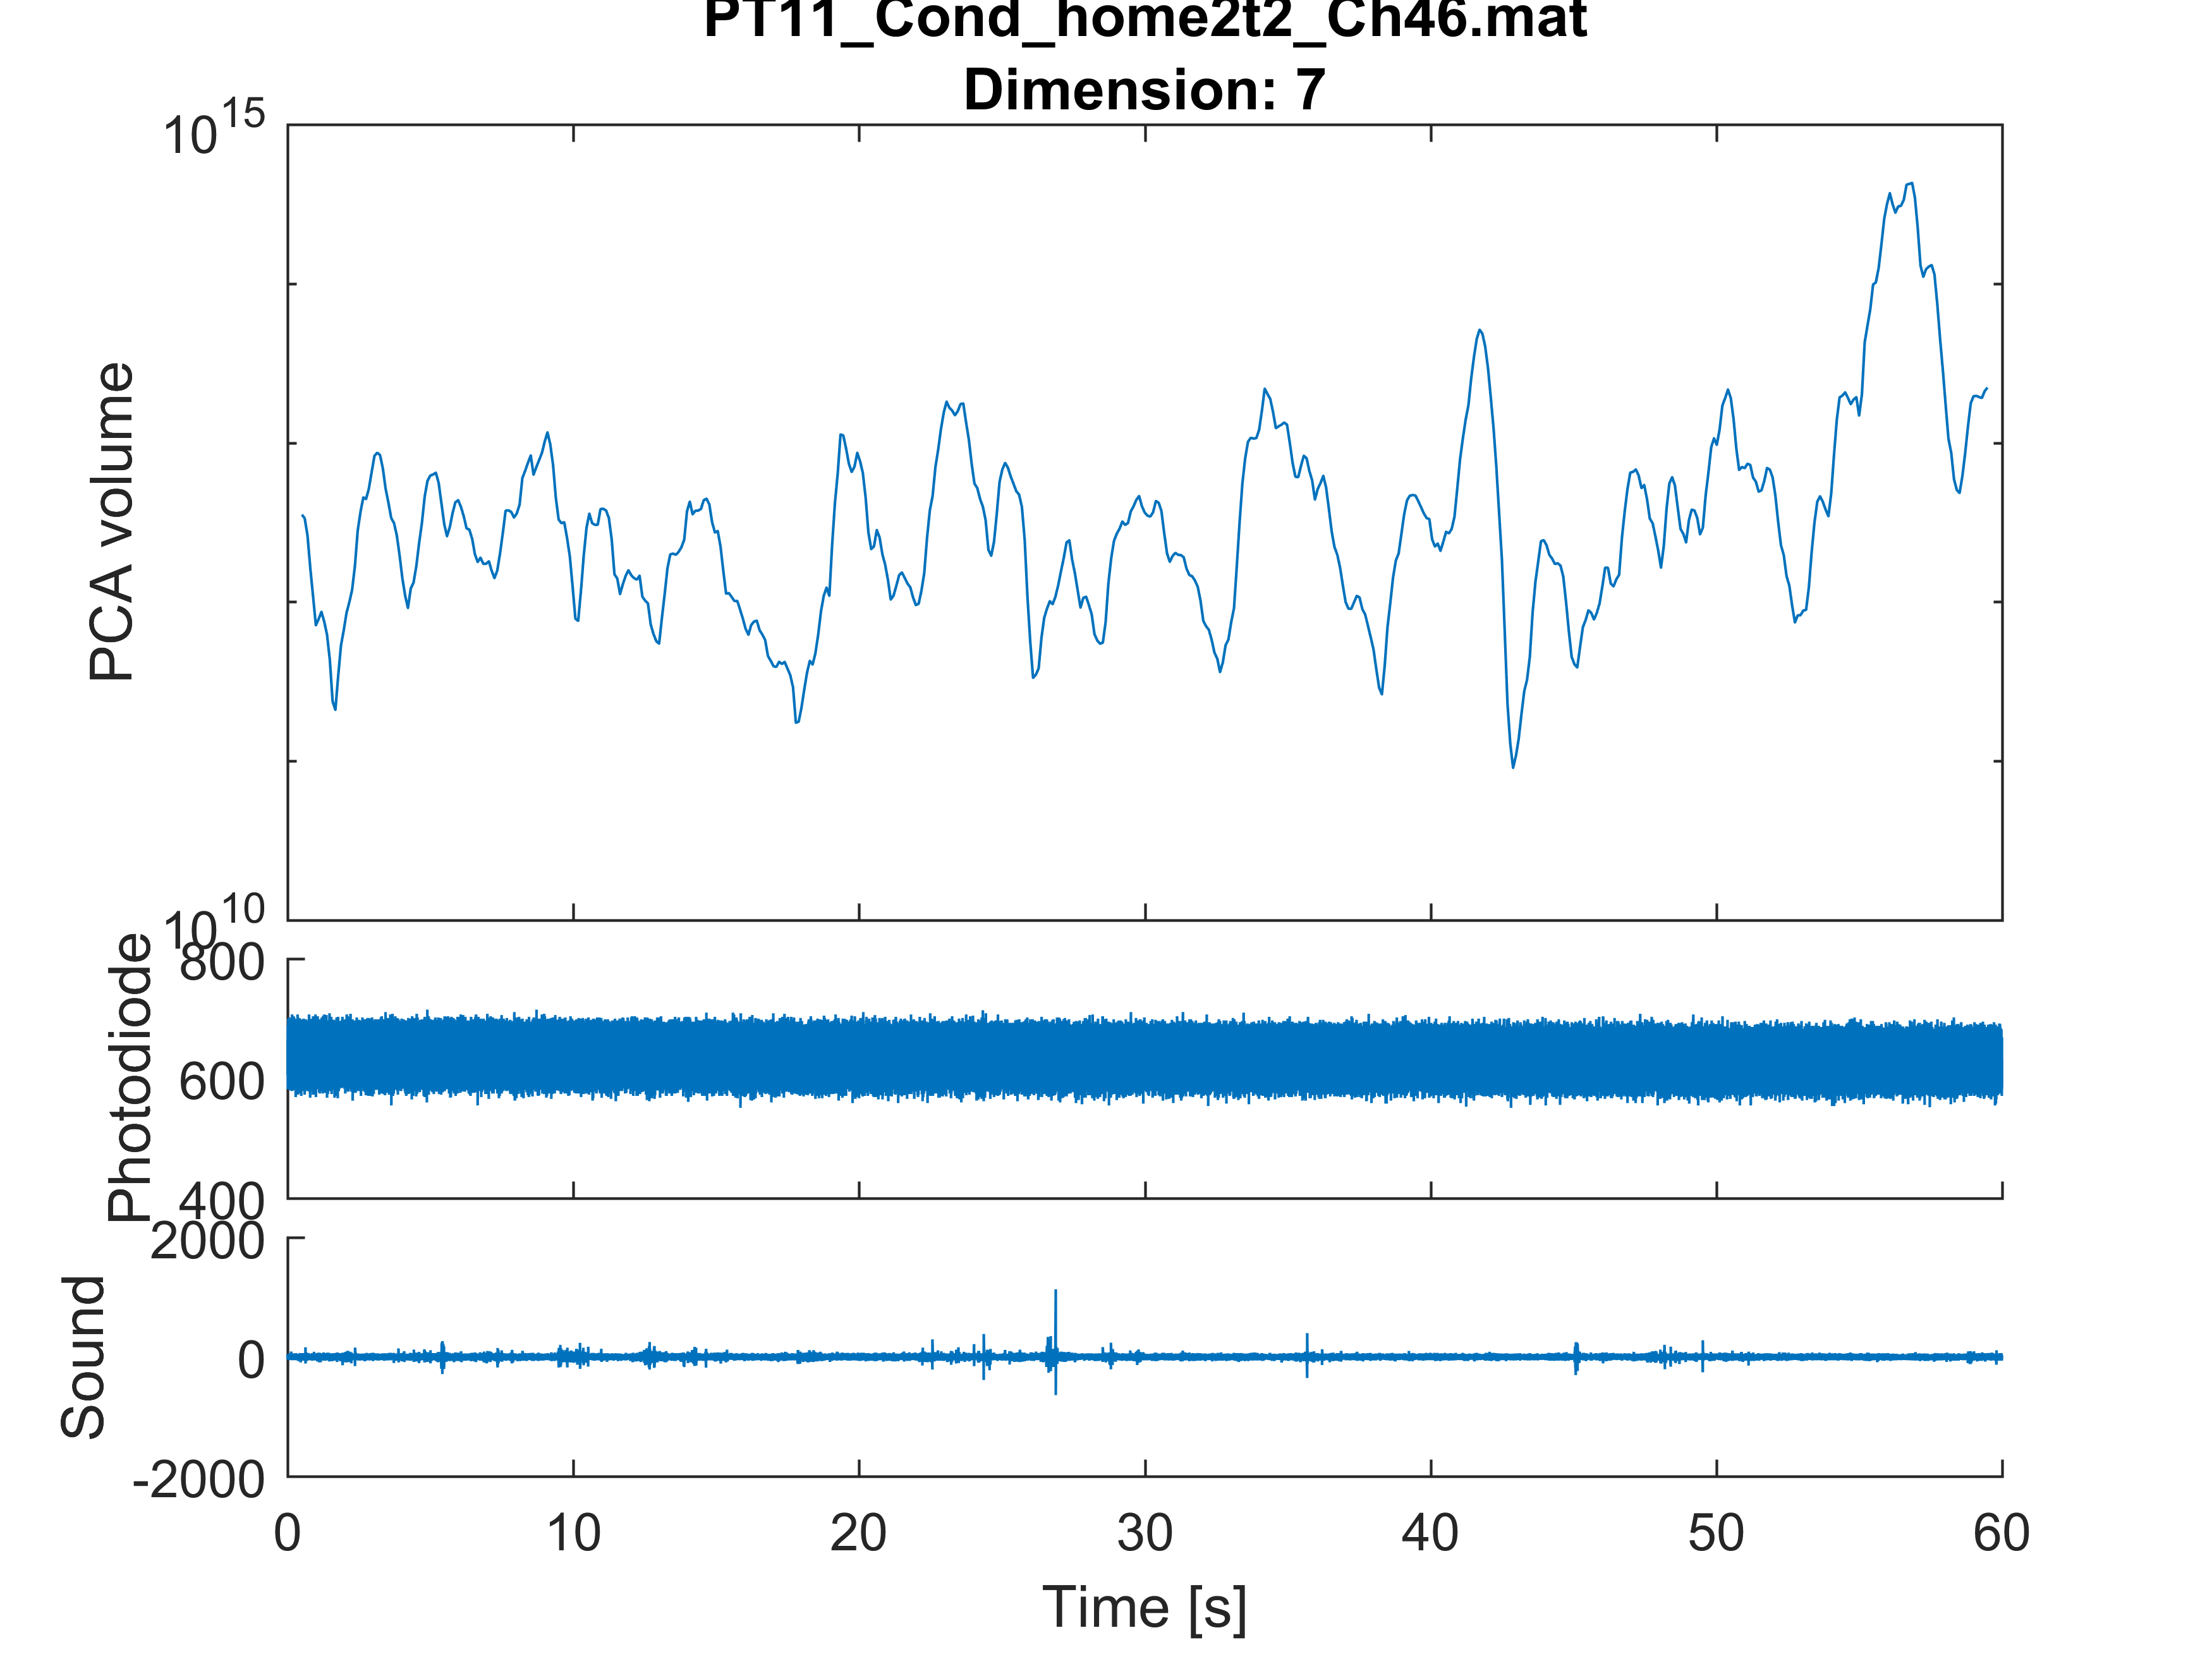 PT11_Cond_home2t2_Ch46.mat
Dimension: 7
10^15
PCA volume
10^10
800
Photodiode
600
400
2000
Sound
0
-2000
0 10 20 30 40 50 60
Time [s]